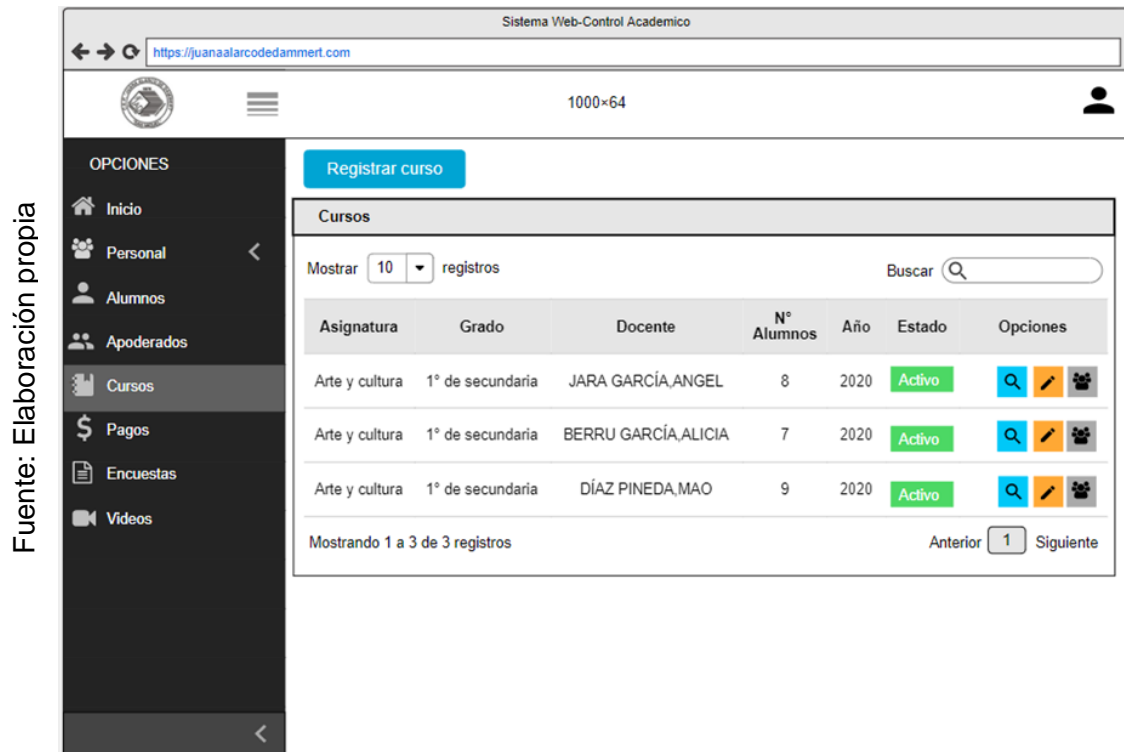 Sistema Web-Control Academico
https://juanaalarcodedammert.com
1000×64
OPCIONES
Inicio
Personal
Alumnos
Apoderados
Cursos
Pagos
Encuestas
Videos
Registrar curso
Cursos
Mostrar 10 registros Buscar
Asignatura Grado Docente N° Alumnos Año Estado Opciones
Arte y cultura 1° de secundaria JARA GARCÍA,ANGEL 8 2020 Activo
Arte y cultura 1° de secundaria BERRU GARCÍA,ALICIA 7 2020 Activo
Arte y cultura 1° de secundaria DÍAZ PINEDA,MAO 9 2020 Activo
Mostrando 1 a 3 de 3 registros Anterior 1 Siguiente
Fuente: Elaboración propia